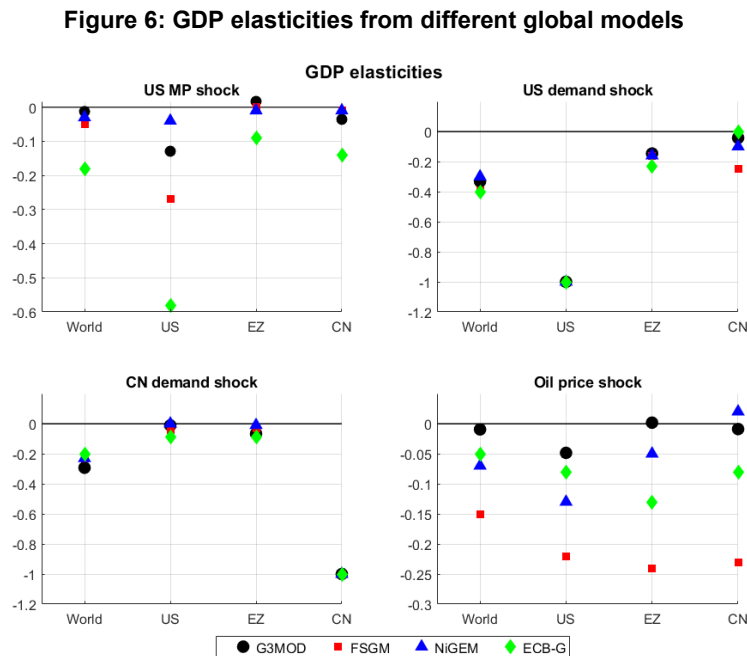 Figure 6: GDP elasticities from different global models
GDP elasticities
US MP shock
0
-0.1
-0.2
-0.3
-0.4
-0.5
-0.6
World US EZ CN
US demand shock
0
-0.2
-0.4
-0.6
-0.8
-1
-1.2
World US EZ CN
CN demand shock
0
-0.2
-0.4
-0.6
-0.8
-1
-1.2
World US EZ CN
Oil price shock
0.05
0
-0.05
-0.1
-0.15
-0.2
-0.25
-0.3
World US EZ CN
G3MOD FSGM NiGEM ECB-G